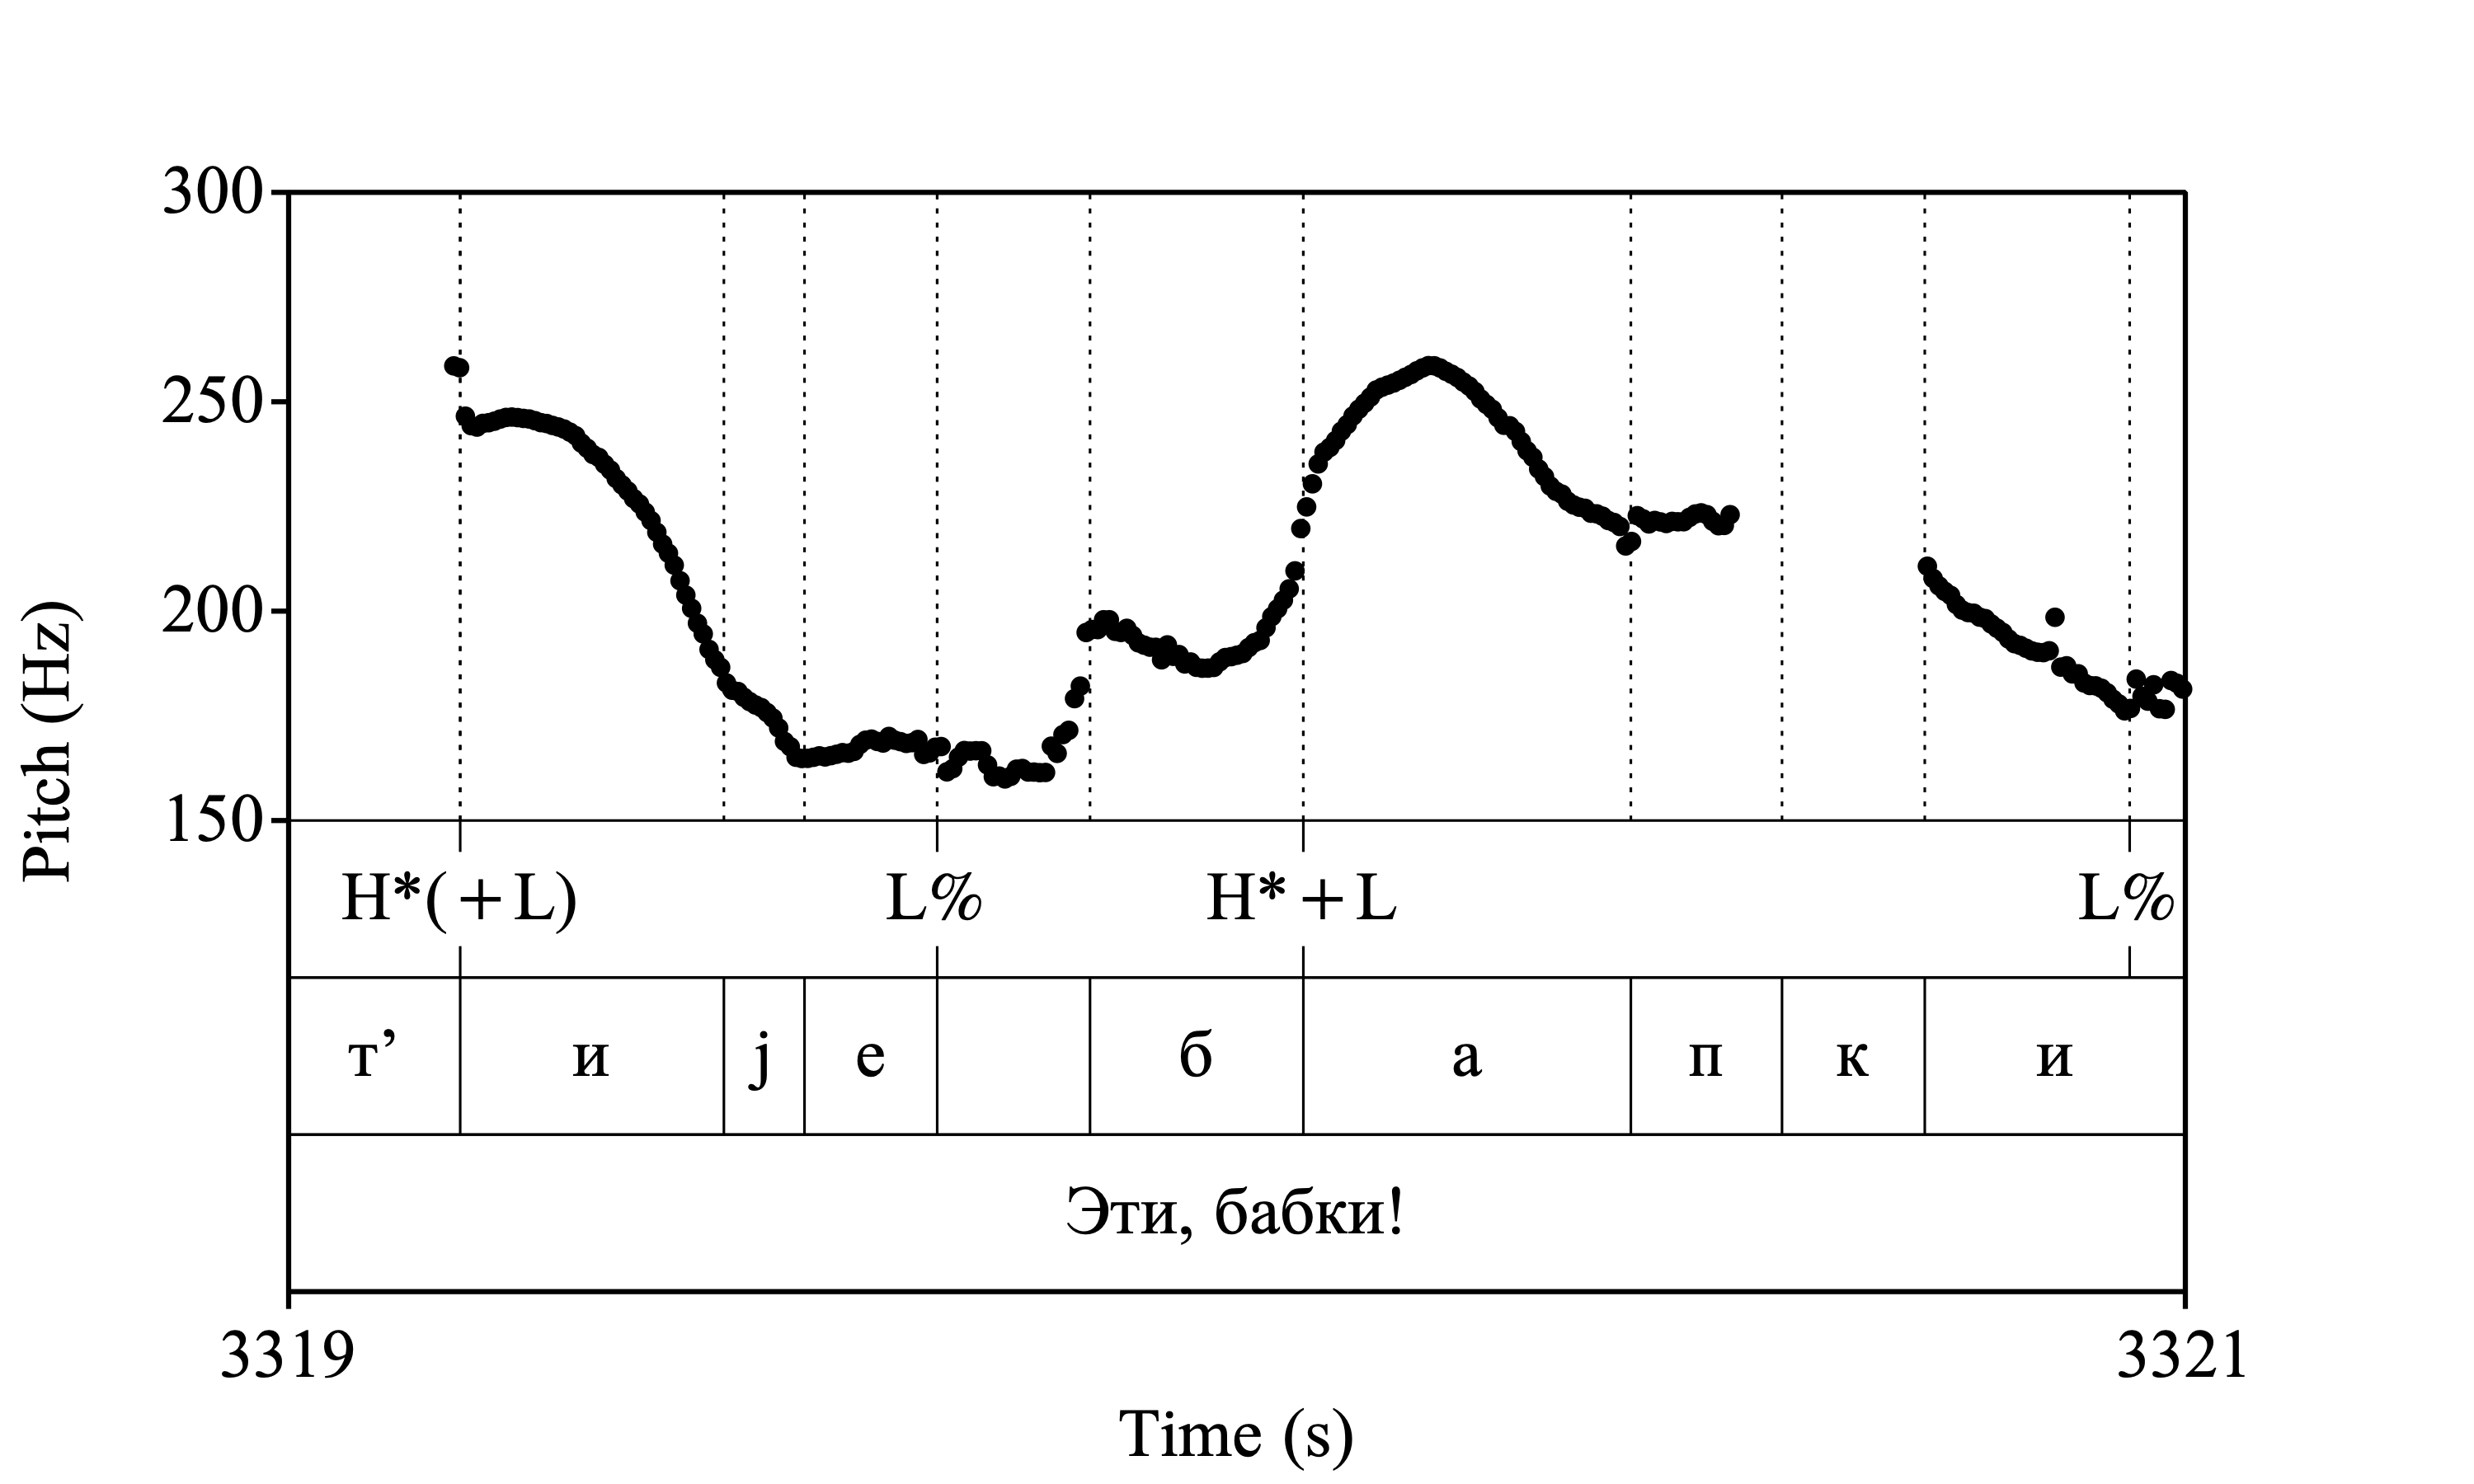 300
250
200
150
Pitch (Hz)
H*(+L) L% H*+L L%
т’ и j е б а п к и
Эти, бабки!
3319 3321
Time (s)